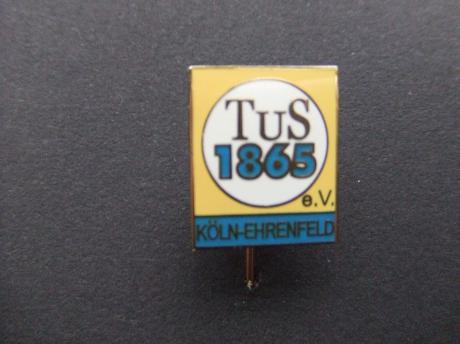 TuS
1865
e.V.
KÖLN-EHRENFELD